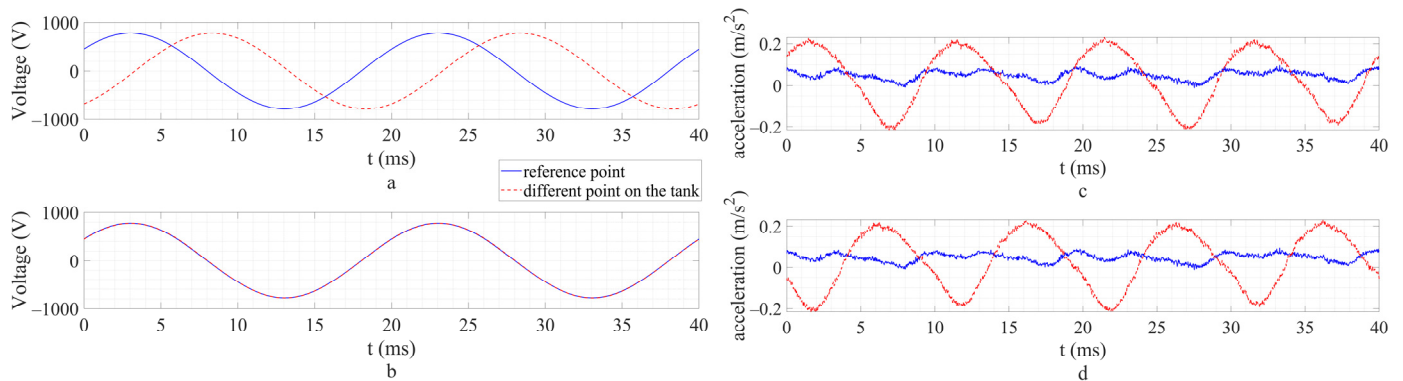 Voltage (V)
1000
0
−1000
0 5 10 15 20 25 30 35 40
t (ms)
a
reference point
different point on the tank
Voltage (V)
1000
0
−1000
0 5 10 15 20 25 30 35 40
t (ms)
b
acceleration (m/s²)
0.2
0
−0.2
0 5 10 15 20 25 30 35 40
t (ms)
c
acceleration (m/s²)
0.2
0
−0.2
0 5 10 15 20 25 30 35 40
t (ms)
d